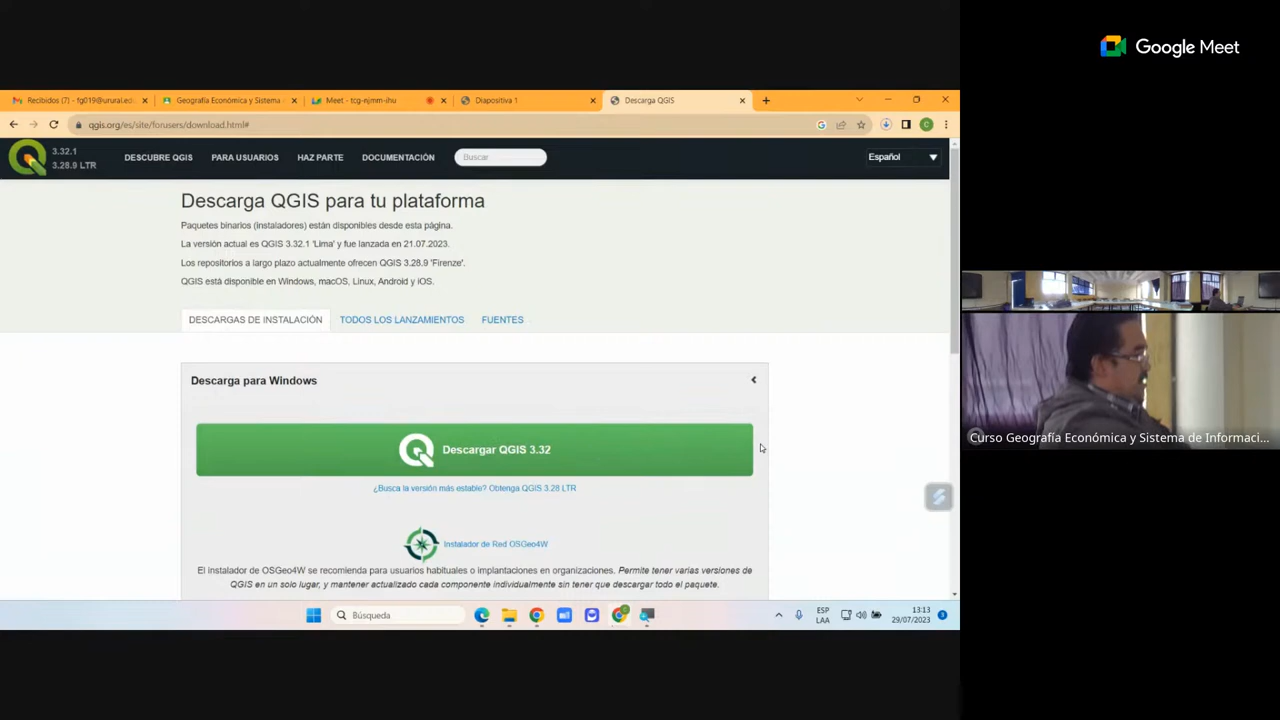 Google Meet
Recibidos (7) - fg019@urural.ed
Geografía Económica y Sistema
Meet - tcg-njmm-ihu
Diapositiva 1
Descarga QGIS
qgis.org/es/site/forusers/download.html#
3.32.1
3.28.9 LTR
DESCUBRE QGIS
PARA USUARIOS
HAZ PARTE
DOCUMENTACIÓN
Buscar
Español
Descarga QGIS para tu plataforma
Paquetes binarios (instaladores) están disponibles desde esta página.
La versión actual es QGIS 3.32.1 'Lima' y fue lanzada en 21.07.2023.
Los repositorios a largo plazo actualmente ofrecen QGIS 3.28.9 'Firenze'.
QGIS está disponible en Windows, macOS, Linux, Android y iOS.
DESCARGAS DE INSTALACIÓN
TODOS LOS LANZAMIENTOS
FUENTES
Descarga para Windows
Descargar QGIS 3.32
¿Busca la versión más estable? Obtenga QGIS 3.28 LTR
Instalador de Red OSGeo4W
El instalador de OSGeo4W se recomienda para usuarios habituales o implantaciones en organizaciones. Permite tener varias versiones de
QGIS en un solo lugar, y mantener actualizado cada componente individualmente sin tener que descargar todo el paquete.
Curso Geografía Económica y Sistema de Informaci...
Búsqueda
ESP
LAA
13:13
29/07/2023